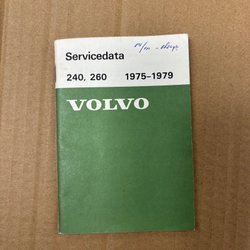 Servicedata
240, 260 1975-1979
VOLVO